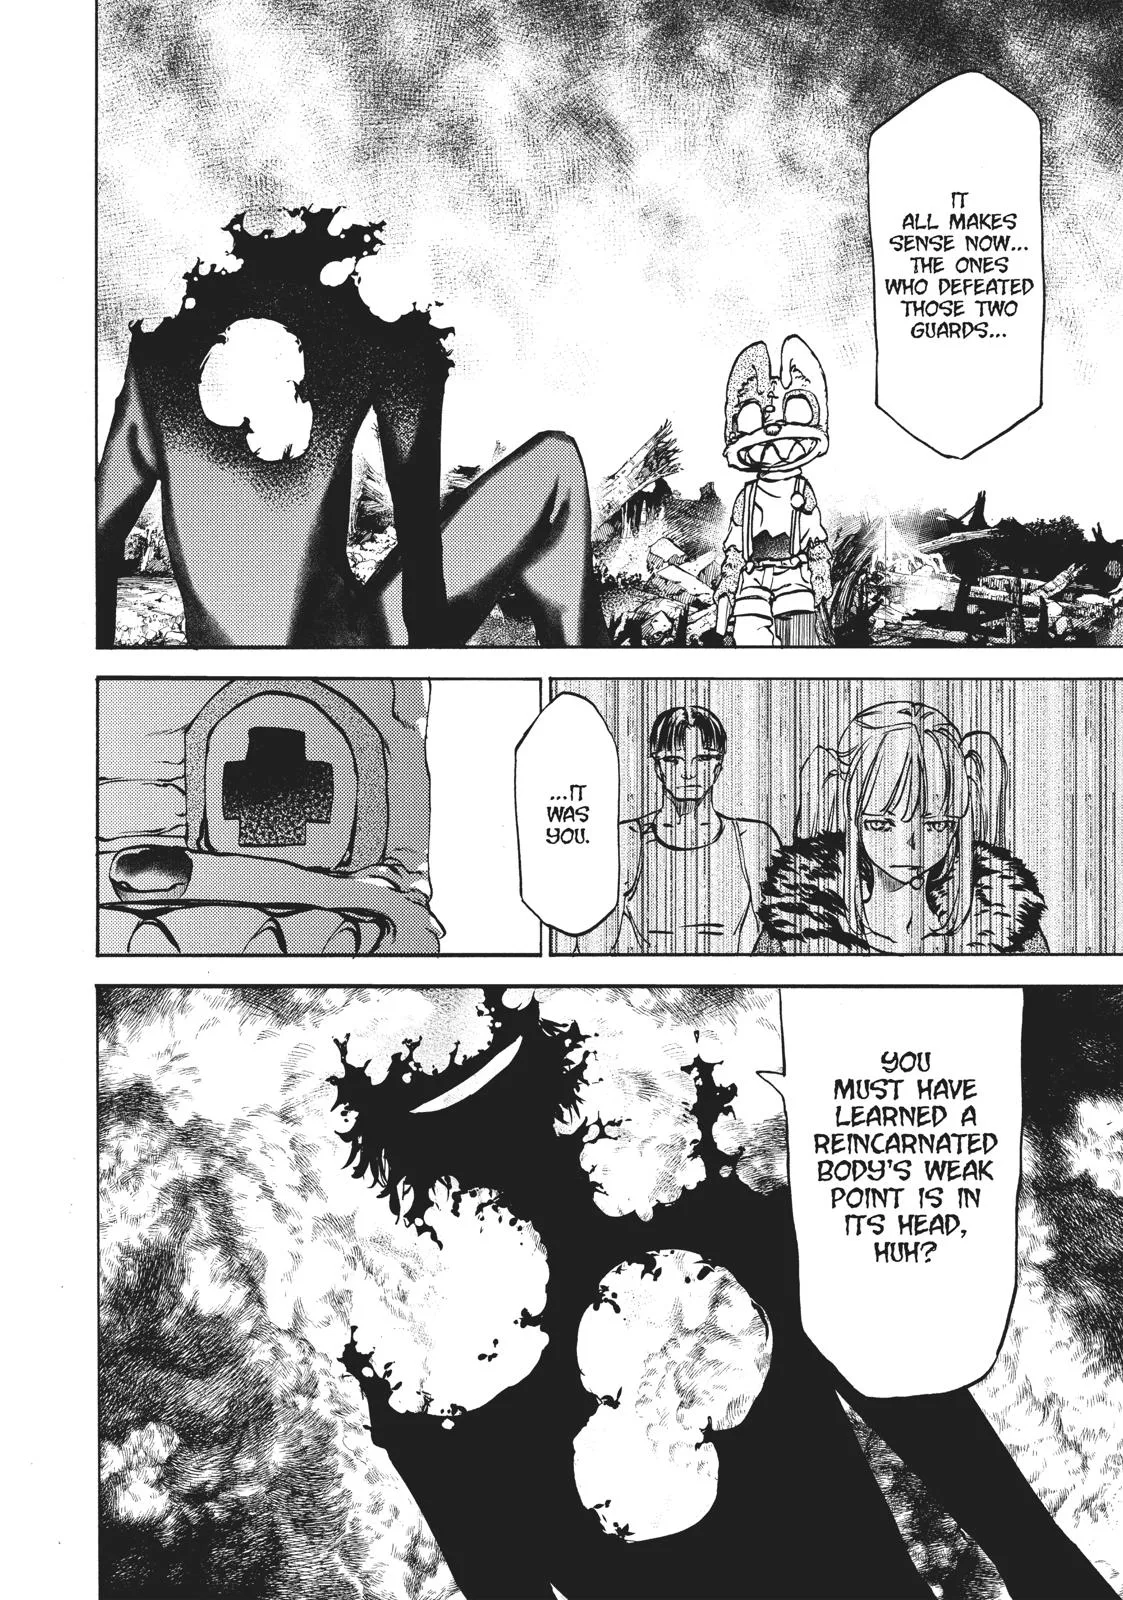 IT
ALL MAKES
SENSE NOW...
THE ONES
WHO DEFEATED
THOSE TWO
GUARDS...
...IT
WAS
YOU.
YOU
MUST HAVE
LEARNED A
REINCARNATED
BODY'S WEAK
POINT IS IN
ITS HEAD,
HUH?